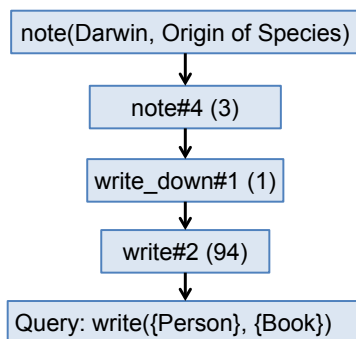 note(Darwin, Origin of Species)
note#4 (3)
write_down#1 (1)
write#2 (94)
Query: write({Person}, {Book})